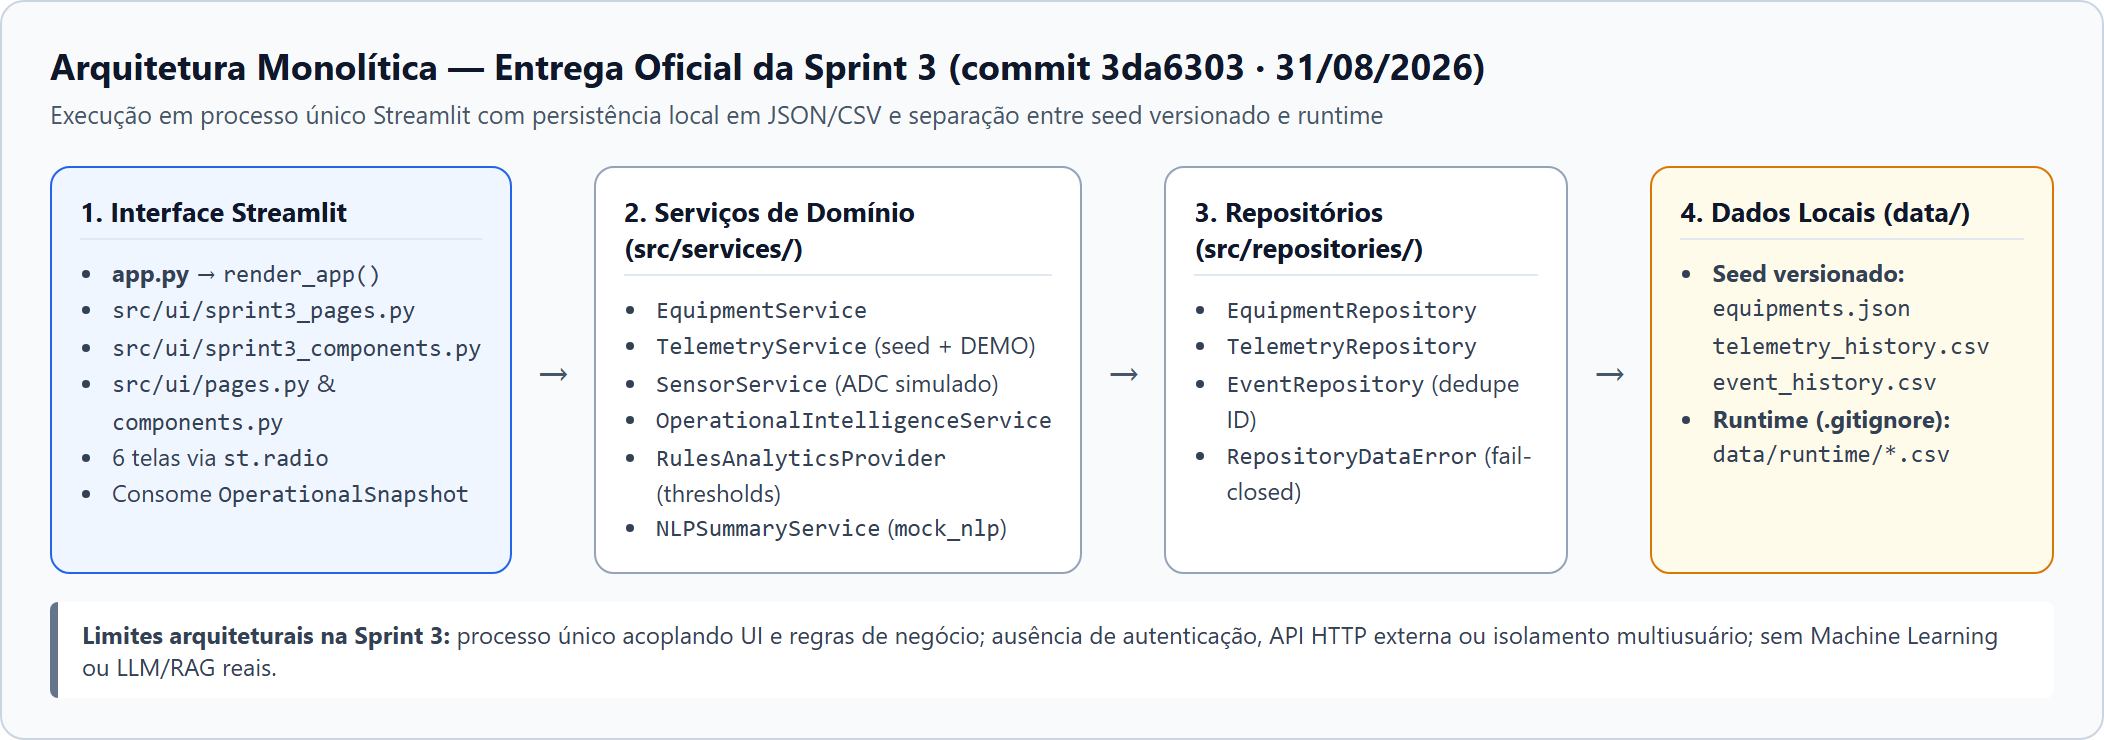 Arquitetura Monolítica — Entrega Oficial da Sprint 3 (commit 3da6303 · 31/08/2026)
Execução em processo único Streamlit com persistência local em JSON/CSV e separação entre seed versionado e runtime
1. Interface Streamlit
• app.py → render_app()
• src/ui/sprint3_pages.py
• src/ui/sprint3_components.py
• src/ui/pages.py &
components.py
• 6 telas via st.radio
• Consome OperationalSnapshot
→
2. Serviços de Domínio
(src/services/)
• EquipmentService
• TelemetryService (seed + DEMO)
• SensorService (ADC simulado)
• OperationalIntelligenceService
• RulesAnalyticsProvider
(thresholds)
• NLPSummaryService (mock_nlp)
→
3. Repositórios
(src/repositories/)
• EquipmentRepository
• TelemetryRepository
• EventRepository (dedupe
ID)
• RepositoryDataError (fail-
closed)
→
4. Dados Locais (data/)
• Seed versionado:
equipments.json
telemetry_history.csv
event_history.csv
• Runtime (.gitignore):
data/runtime/*.csv
Limites arquiteturais na Sprint 3: processo único acoplando UI e regras de negócio; ausência de autenticação, API HTTP externa ou isolamento multiusuário; sem Machine Learning
ou LLM/RAG reais.